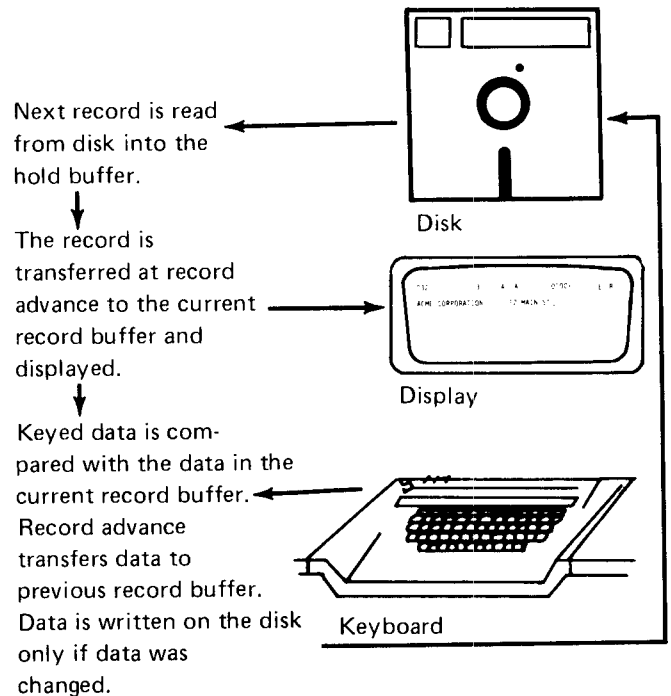 Next record is read
from disk into the
hold buffer.
Disk
The record is
transferred at record
advance to the current
record buffer and
displayed.
ACME CORPORATION MAIN ST.
Display
Keyed data is com-
pared with the data in the
current record buffer.
Record advance
transfers data to
previous record buffer.
Data is written on the disk
only if data was
changed.
Keyboard